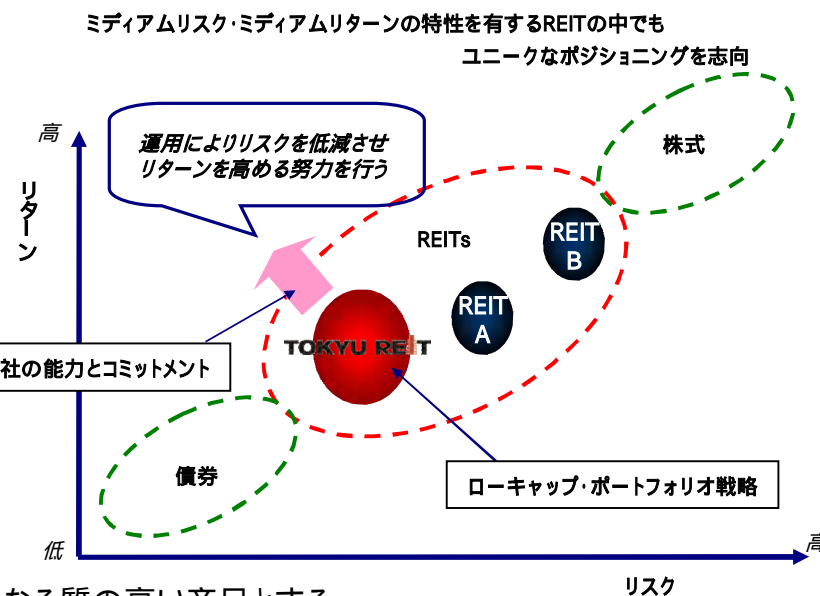 ミディアムリスク・ミディアムリターンの特性を有するREITの中でも
ユニークなポジショニングを志向
高
リターン
運用によりリスクを低減させ
リターンを高める努力を行う
株式
REITs
REIT
B
REIT
A
TOKYU REIT
社の能力とコミットメント
債券
ローキャップ・ポートフォリオ戦略
低
高
リスク